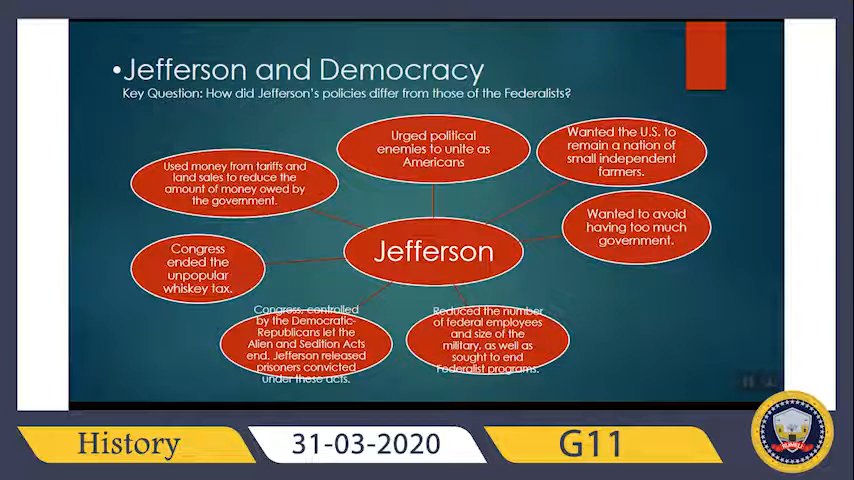 •Jefferson and Democracy
Key Question: How did Jefferson's policies differ from those of the Federalists?
Urged political
enemies to unite as
Americans
Wanted the U.S. to
remain a nation of
small independent
farmers.
Used money from tariffs and
land sales to reduce the
amount of money owed by
the government.
Wanted to avoid
having too much
government.
Jefferson
Congress
ended the
unpopular
whiskey tax.
Congress, controlled
by the Democratic-
Republicans let the
Alien and Sedition Acts
end. Jefferson released
prisoners convicted
under these acts.
Reduced the number
of federal employees
and size of the
military, as well as
sought to end
Federalist programs.
History
31-03-2020
G11